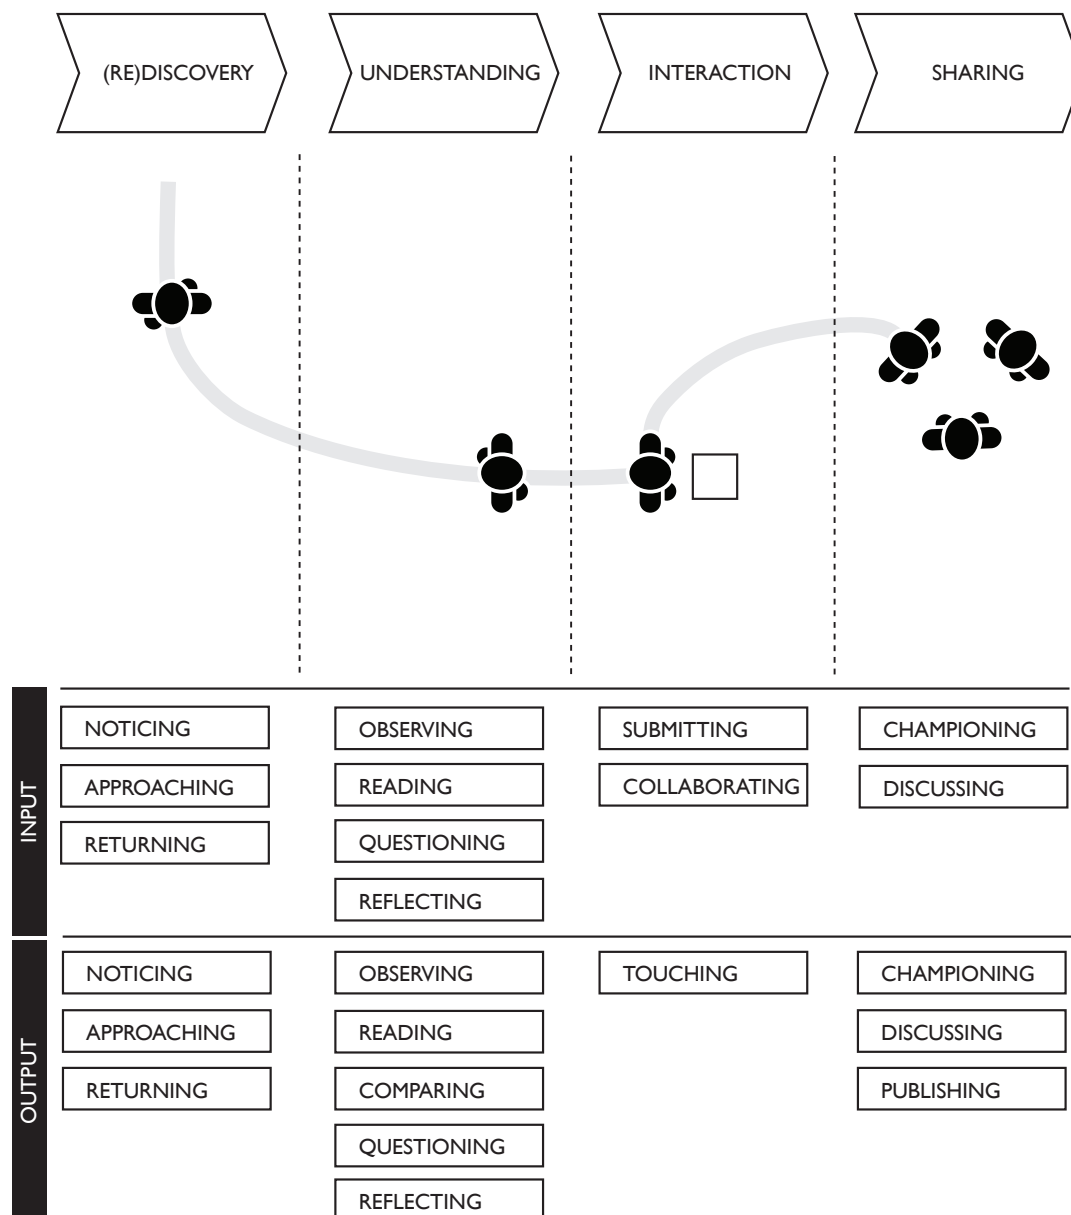 (RE)DISCOVERY
UNDERSTANDING
INTERACTION
SHARING
INPUT
NOTICING
OBSERVING
SUBMITTING
CHAMPIONING
APPROACHING
READING
COLLABORATING
DISCUSSING
RETURNING
QUESTIONING
REFLECTING
OUTPUT
NOTICING
OBSERVING
TOUCHING
CHAMPIONING
APPROACHING
READING
DISCUSSING
RETURNING
COMPARING
PUBLISHING
QUESTIONING
REFLECTING